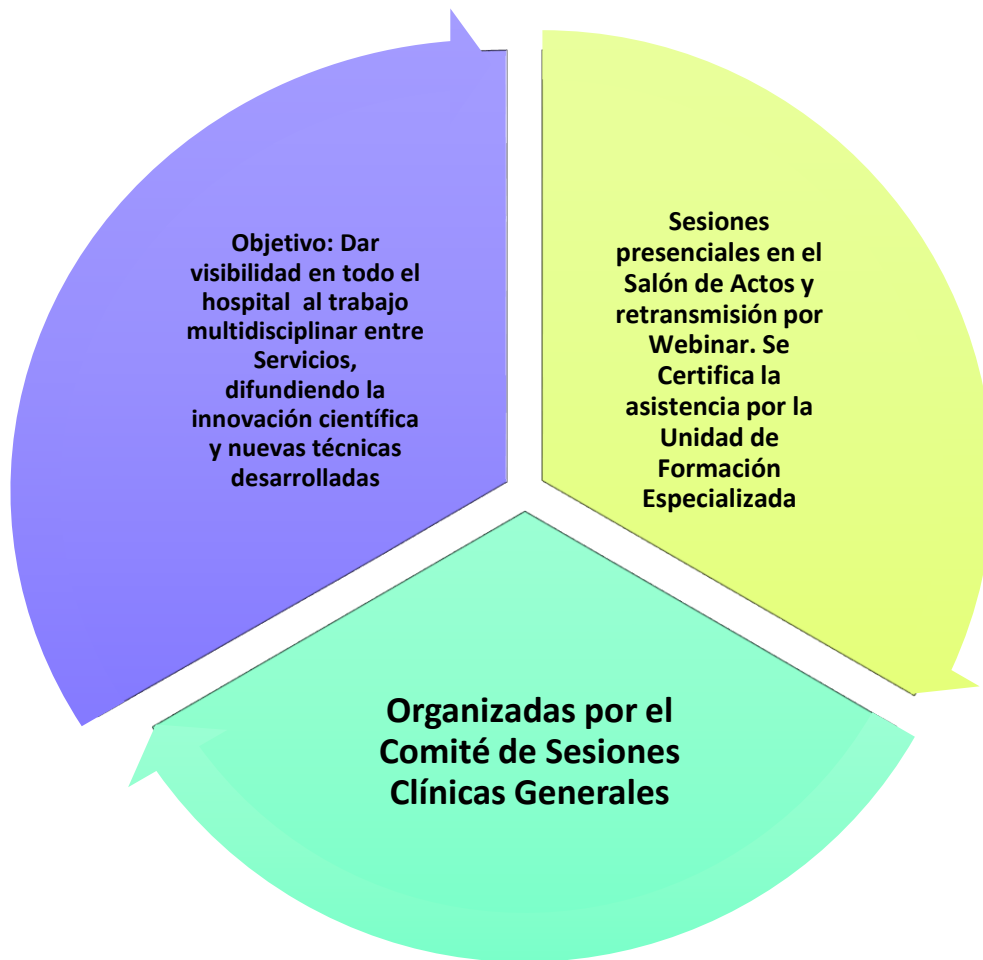 Objetivo: Dar
visibilidad en todo el
hospital al trabajo
multidisciplinar entre
Servicios,
difundiendo la
innovación científica
y nuevas técnicas
desarrolladas
Sesiones
presenciales en el
Salón de Actos y
retransmisión por
Webinar. Se
Certifica la
asistencia por la
Unidad de
Formación
Especializada
Organizadas por el
Comité de Sesiones
Clínicas Generales